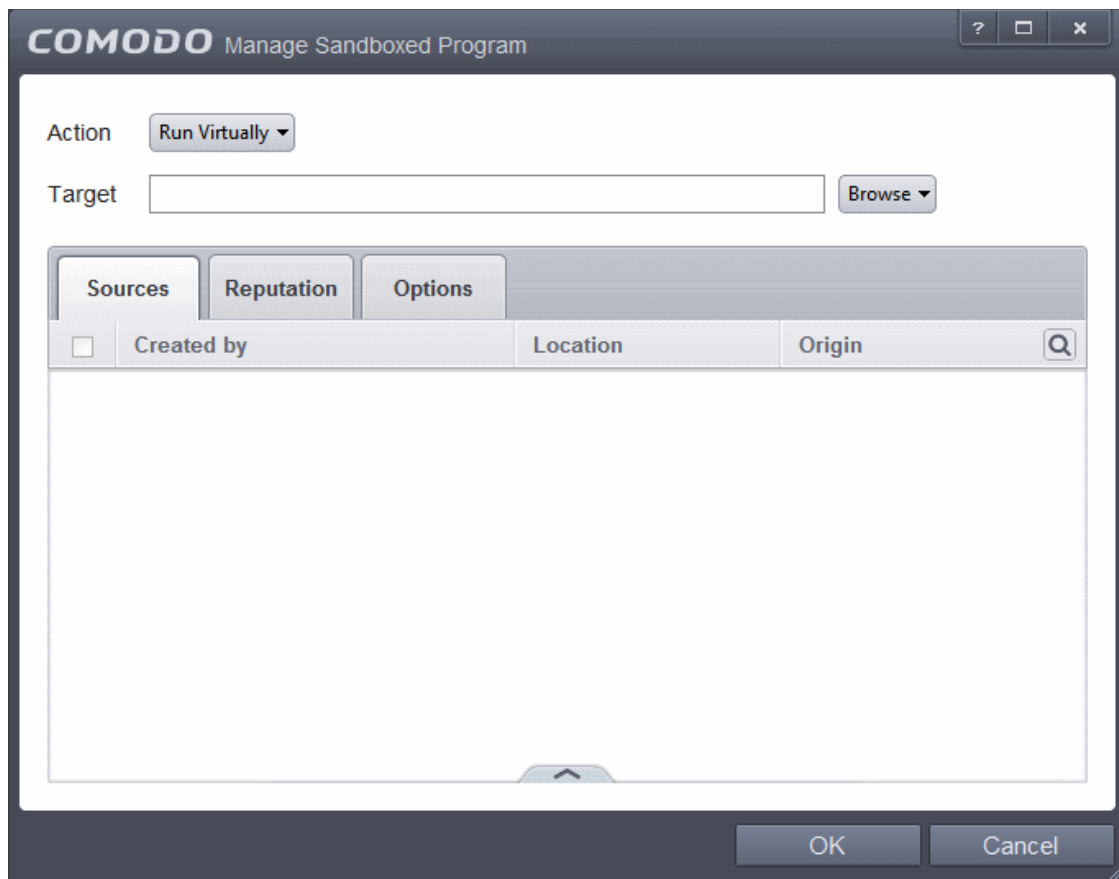 COMODO Manage Sandboxed Program ?
Action Run Virtually
Target Browse
Sources Reputation Options
Created by Location Origin
OK Cancel